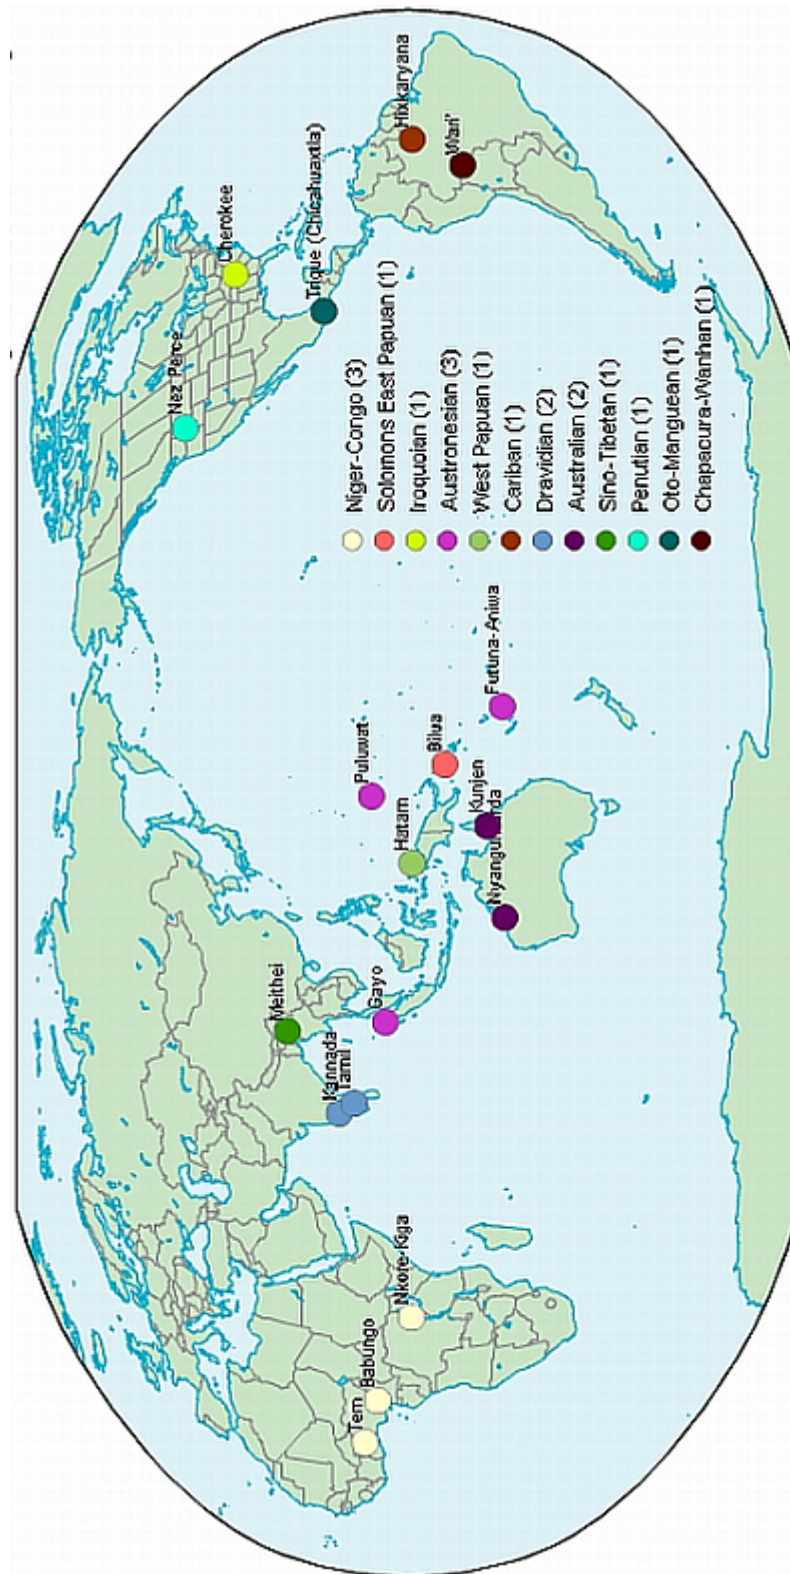 Cherokee
Nez Perce
Trique (Chicahuaxtla)
Hixkaryana
Wari'
Meithei
Kannada
Tamil
Gayo
Puluwat
Hatam
Bilua
Kunjen
Futuna-Aniwa
Tem
Babungo
Nkore-Kiga
Niger-Congo (3)
Solomons East Papuan (1)
Iroquoian (1)
Austronesian (3)
West Papuan (1)
Cariban (1)
Dravidian (2)
Australian (2)
Sino-Tibetan (1)
Penutian (1)
Oto-Manguean (1)
Chapacura-Wanhan (1)